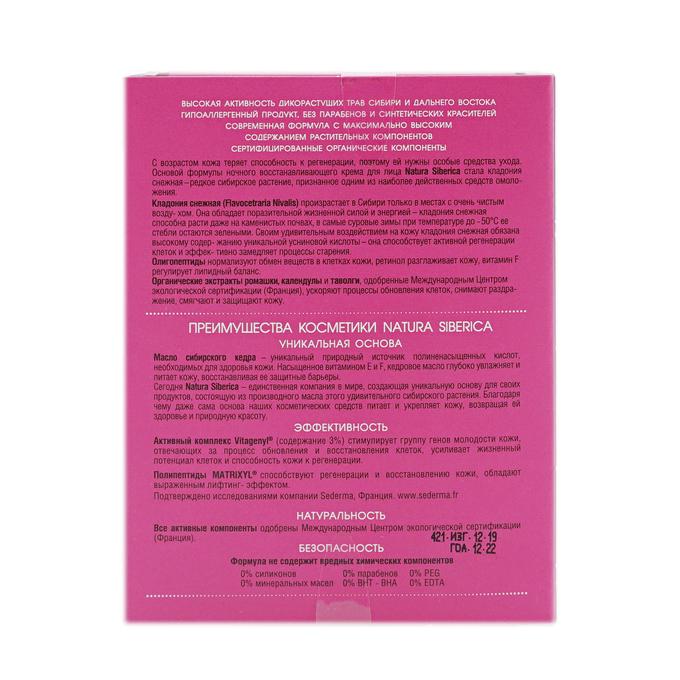 ВЫСОКАЯ АКТИВНОСТЬ ДИКОРАСТУЩИХ ТРАВ СИБИРИ И ДАЛЬНЕГО ВОСТОКА
ГИПОАЛЛЕРГЕННЫЙ ПРОДУКТ, БЕЗ ПАРАБЕНОВ И СИНТЕТИЧЕСКИХ КРАСИТЕЛЕЙ
СОВРЕМЕННАЯ ФОРМУЛА С МАКСИМАЛЬНО ВЫСОКИМ
СОДЕРЖАНИЕМ РАСТИТЕЛЬНЫХ КОМПОНЕНТОВ
СЕРТИФИЦИРОВАННЫЕ ОРГАНИЧЕСКИЕ КОМПОНЕНТЫ
С возрастом кожа теряет способность к регенерации, поэтому ей нужны особые средства ухода.
Основой формулы ночного восстанавливающего крема для лица Natura Siberica стала кладония
снежная – редкое сибирское растение, признанное одним из наиболее действенных средств омоло-
жения.
Кладония снежная (Flavocetraria Nivalis) произрастает в Сибири только в местах с очень чистым
возду- хом. Она обладает поразительной жизненной силой и энергией – кладония снежная
способна расти даже на каменистых почвах, в самые суровые зимы при температуре до –50°C ее
стебли остаются зелеными. Своим удивительным воздействием на кожу кладония снежная обязана
высокому содер- жанию уникальной усниновой кислоты – она способствует активной регенерации
клеток и эффек- тивно замедляет процессы старения.
Олигопептиды нормализуют обмен веществ в клетках кожи, ретинол разглаживает кожу, витамин F
регулирует липидный баланс.
Органические экстракты ромашки, календулы и таволги, одобренные Международным Центром
экологической сертификации (Франция), ускоряют процессы обновления клеток, снимают раздра-
жение, смягчают и защищают кожу.
ПРЕИМУЩЕСТВА КОСМЕТИКИ NATURA SIBERICA
УНИКАЛЬНАЯ ОСНОВА
Масло сибирского кедра – уникальный природный источник полиненасыщенных кислот,
необходимых для здоровья кожи. Насыщенное витамином Е и F, кедровое масло глубоко увлажняет и
питает кожу, восстанавливая ее защитные барьеры.
Сегодня Natura Siberica – единственная компания в мире, создающая уникальную основу для своих
продуктов, состоящую из производного масла этого удивительного сибирского растения. Благодаря
чему даже сама основа наших косметических средств питает и укрепляет кожу, возвращая ей
здоровье и природную красоту.
ЭФФЕКТИВНОСТЬ
Активный комплекс Vitagenyl® (содержание 3%) стимулирует группу генов молодости кожи,
отвечающих за процесс обновления и восстановления клеток, усиливает жизненный
потенциал клеток и способность кожи к регенерации.
Полипептиды MATRIXYL® способствуют регенерации и восстановлению кожи, обладают
выраженным лифтинг- эффектом.
Подтверждено исследованиями компании Sederma, Франция. www.sederma.fr
НАТУРАЛЬНОСТЬ
Все активные компоненты одобрены Международным Центром экологической сертификации
(Франция).
421·ИЗГ·12·19
ГОД·12·22
БЕЗОПАСНОСТЬ
Формула не содержит вредных химических компонентов
0% силиконов 0% парабенов 0% PEG
0% минеральных масел 0% BHT - BHA 0% EDTA